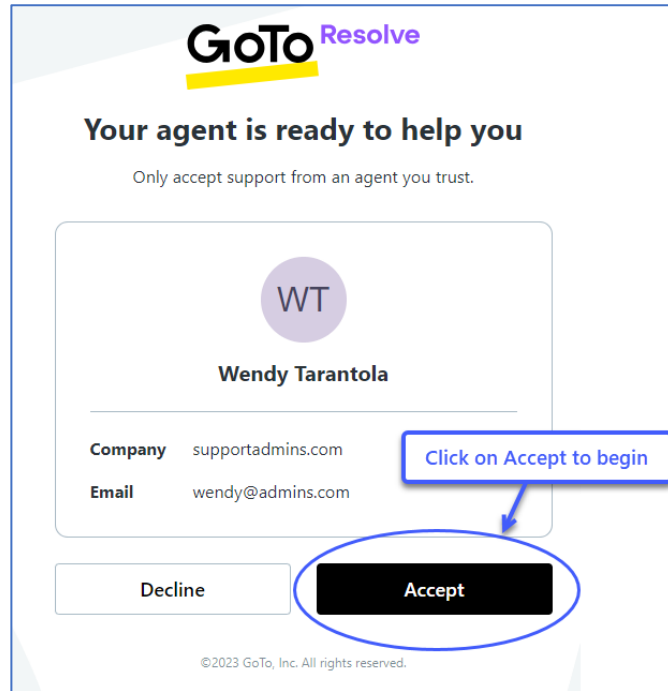 GoTo Resolve
Your agent is ready to help you
Only accept support from an agent you trust.
WT
Wendy Tarantola
Company supportadmins.com
Click on Accept to begin
Email wendy@admins.com
Decline Accept
©2023 GoTo, Inc. All rights reserved.